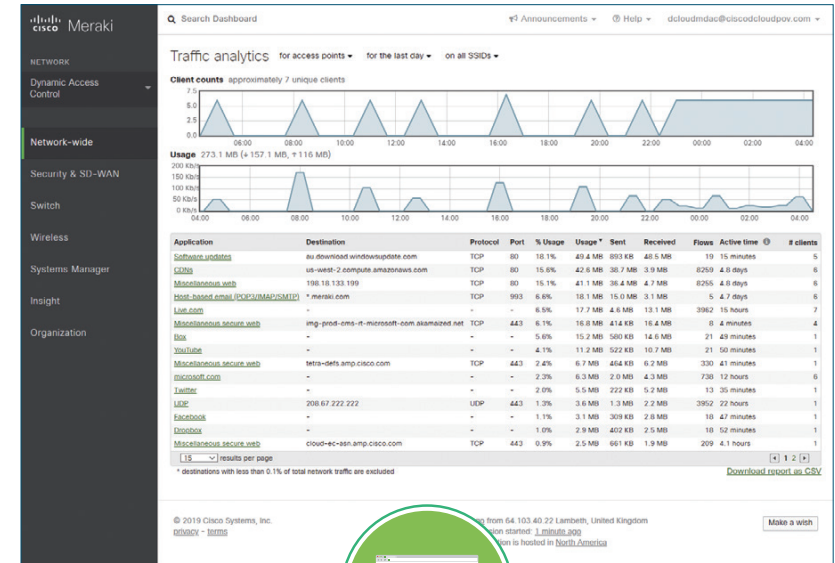 cisco Meraki
Search Dashboard
Announcements
Help
dcloudmdac@ciscodcloudpov.com
NETWORK
Dynamic Access
Control
Network-wide
Security & SD-WAN
Switch
Wireless
Systems Manager
Insight
Organization
Traffic analytics for access points for the last day on all SSIDs
Client counts approximately 7 unique clients
7.5
5.0
2.5
0.0
06:00 08:00 10:00 12:00 14:00 16:00 18:00 20:00 22:00 00:00 02:00 04:00
Usage 273.1 MB (↓157.1 MB, ↑116 MB)
200 Kb/s
150 Kb/s
100 Kb/s
50 Kb/s
0 Kb/s
04:00 06:00 08:00 10:00 12:00 14:00 16:00 18:00 20:00 22:00 00:00 02:00 04:00
Application Destination Protocol Port % Usage Usage ▼ Sent Received Flows Active time # clients
Software updates au.download.windowsupdate.com TCP 80 18.1% 49.4 MB 893 KB 48.5 MB 19 15 minutes 5
CDNs us-west-2.compute.amazonaws.com TCP 80 15.6% 42.6 MB 38.7 MB 3.9 MB 8259 4.8 days 6
Miscellaneous web 198.18.133.199 TCP 80 15.1% 41.1 MB 36.4 MB 4.7 MB 8255 4.8 days 6
Host-based email (POP3/IMAP/SMTP) *.meraki.com TCP 993 6.6% 18.1 MB 15.0 MB 3.1 MB 5 4.7 days 6
Live.com - - - 6.5% 17.7 MB 4.6 MB 13.1 MB 3962 15 hours 7
Miscellaneous secure web img-prod-cms-rt-microsoft-com.akamaized.net TCP 443 6.1% 16.8 MB 414 KB 16.4 MB 8 4 minutes 4
Box - - - 5.6% 15.2 MB 580 KB 14.6 MB 21 49 minutes 1
YouTube - - - 4.1% 11.2 MB 522 KB 10.7 MB 21 50 minutes 1
Miscellaneous secure web tetra-defs.amp.cisco.com TCP 443 2.4% 6.7 MB 464 KB 6.2 MB 330 41 minutes 1
microsoft.com - - - 2.3% 6.3 MB 2.0 MB 4.3 MB 738 12 hours 6
Twitter - - - 2.0% 5.5 MB 222 KB 5.2 MB 13 35 minutes 1
UDP 208.67.222.222 UDP 443 1.3% 3.6 MB 1.3 MB 2.2 MB 3952 22 hours 1
Facebook - - - 1.1% 3.1 MB 309 KB 2.8 MB 18 47 minutes 1
Dropbox - - - 1.0% 2.9 MB 402 KB 2.5 MB 18 52 minutes 1
Miscellaneous secure web cloud-ec-asn.amp.cisco.com TCP 443 0.9% 2.5 MB 661 KB 1.9 MB 209 4.1 hours 1
15 results per page
1 2
* destinations with less than 0.1% of total network traffic are excluded
Download report as CSV
© 2019 Cisco Systems, Inc.
privacy - terms
from 64.103.40.22 Lambeth, United Kingdom
started: 1 minute ago
is hosted in North America
Make a wish